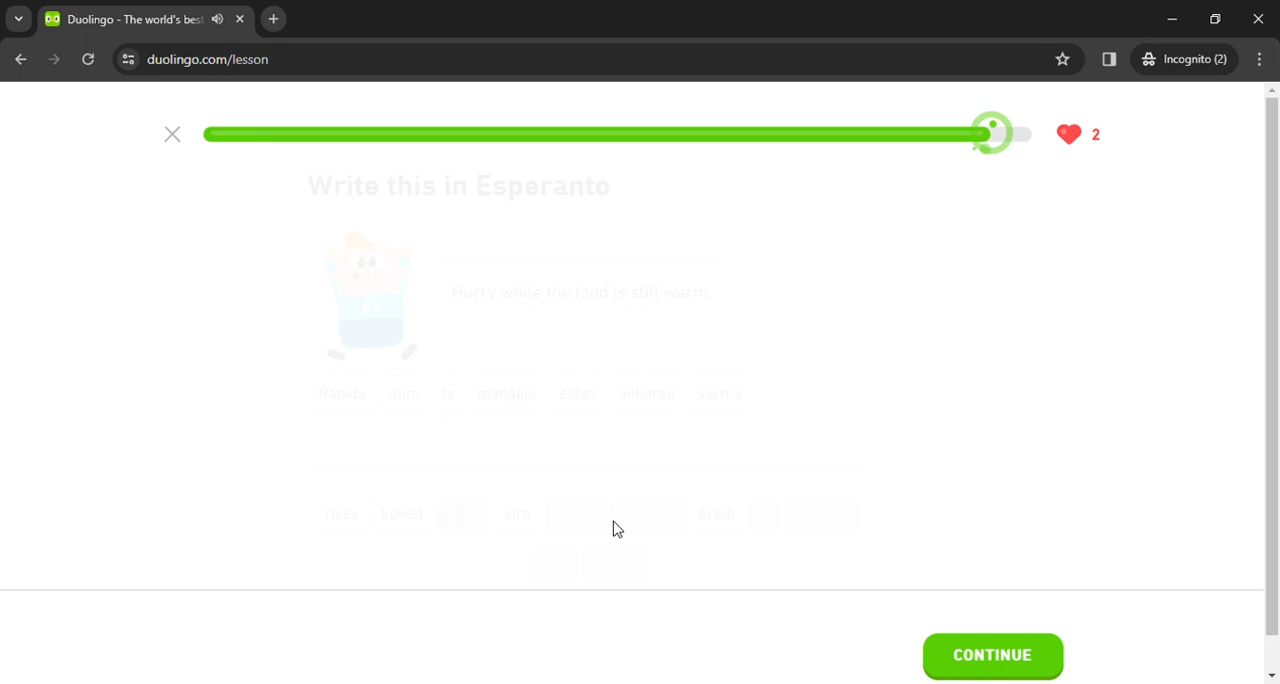 Duolingo - The world's best
duolingo.com/lesson
Incognito (2)
2
Write this in Esperanto
Hurry while the food is still warm.
Rapidu dum la manĝaĵo estas ankoraŭ varma
ricev konsil viro kredi
CONTINUE